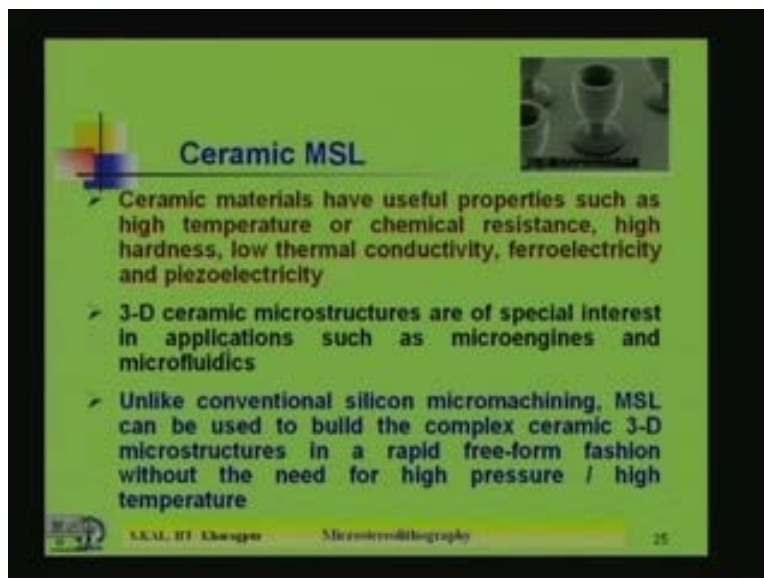 Ceramic MSL
➢ Ceramic materials have useful properties such as
high temperature or chemical resistance, high
hardness, low thermal conductivity, ferroelectricity
and piezoelectricity
➢ 3-D ceramic microstructures are of special interest
in applications such as microengines and
microfluidics
➢ Unlike conventional silicon micromachining, MSL
can be used to build the complex ceramic 3-D
microstructures in a rapid free-form fashion
without the need for high pressure / high
temperature
S.KAL, IIT- Kharagpur Microstereolithography 25